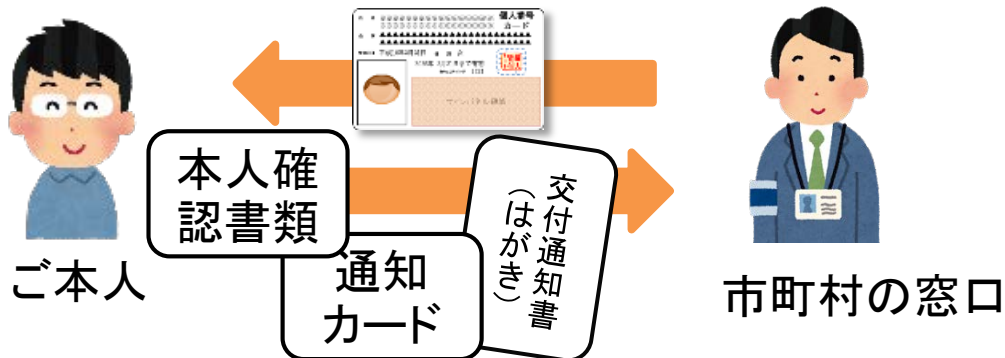 個人番号
カード
本人確
認書類
通知
カード
交付通知書
（はがき）
ご本人
市町村の窓口